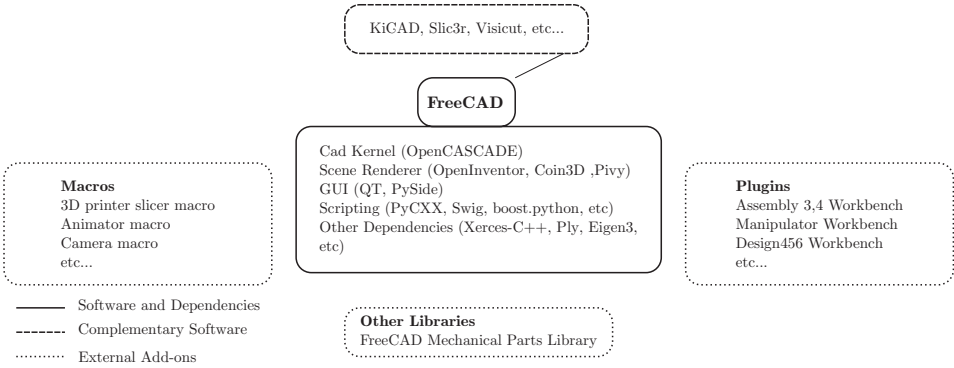 KiCAD, Slic3r, Visicut, etc...
FreeCAD
Cad Kernel (OpenCASCADE)
Scene Renderer (OpenInventor, Coin3D ,Pivy)
GUI (QT, PySide)
Scripting (PyCXX, Swig, boost.python, etc)
Other Dependencies (Xerces-C++, Ply, Eigen3,
etc)
Macros
3D printer slicer macro
Animator macro
Camera macro
etc...
Plugins
Assembly 3,4 Workbench
Manipulator Workbench
Design456 Workbench
etc...
Other Libraries
FreeCAD Mechanical Parts Library
Software and Dependencies
Complementary Software
External Add-ons